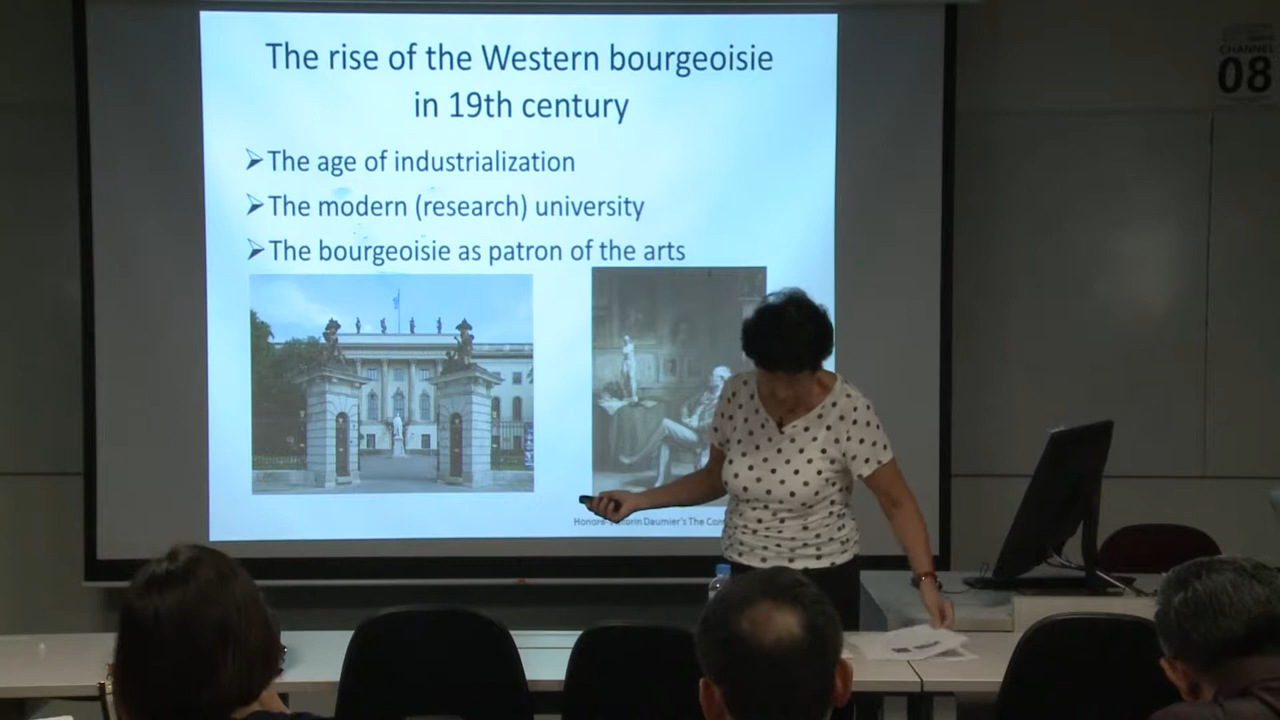 The rise of the Western bourgeoisie
in 19th century
➢The age of industrialization
➢The modern (research) university
➢The bourgeoisie as patron of the arts
Daumier's The
CHANNEL
08